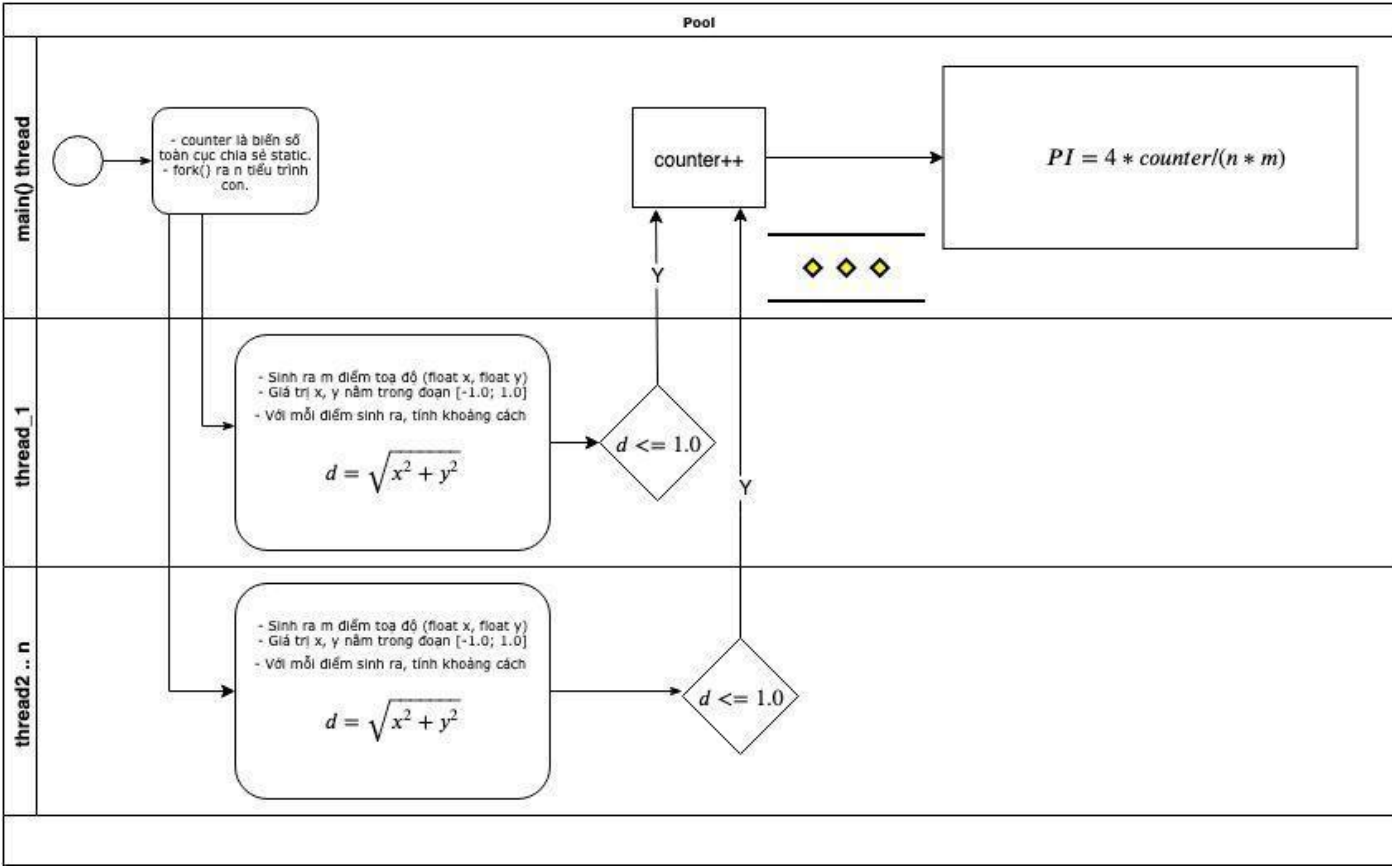 Pool
main() thread
- counter là biến số
toàn cục chia sẻ static.
- fork() ra n tiểu trình
con.
counter++
PI = 4 * counter/(n * m)
Y
thread_1
- Sinh ra m điểm toạ độ (float x, float y)
- Giá trị x, y nằm trong đoạn [-1.0; 1.0]
- Với mỗi điểm sinh ra, tính khoảng cách
d = √(x² + y²)
d <= 1.0
Y
thread2 .. n
- Sinh ra m điểm toạ độ (float x, float y)
- Giá trị x, y nằm trong đoạn [-1.0; 1.0]
- Với mỗi điểm sinh ra, tính khoảng cách
d = √(x² + y²)
d <= 1.0